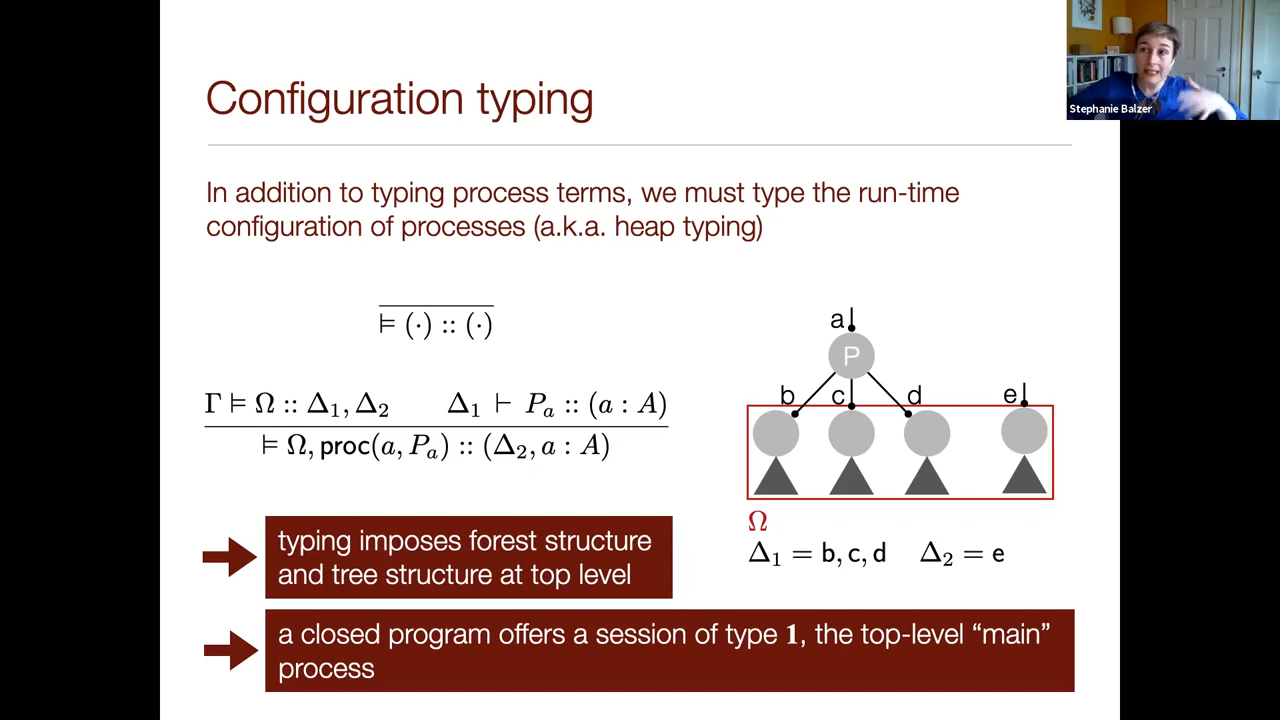 Stephanie Balzer
Configuration typing
In addition to typing process terms, we must type the run-time
configuration of processes (a.k.a. heap typing)
⊨ (·) :: (·)
Γ ⊨ Ω :: Δ₁, Δ₂ Δ₁ ⊢ Pₐ :: (a : A)
⊨ Ω, proc(a, Pₐ) :: (Δ₂, a : A)
a
P
b c d e
Ω
Δ₁ = b, c, d Δ₂ = e
typing imposes forest structure
and tree structure at top level
a closed program offers a session of type 1, the top-level “main”
process